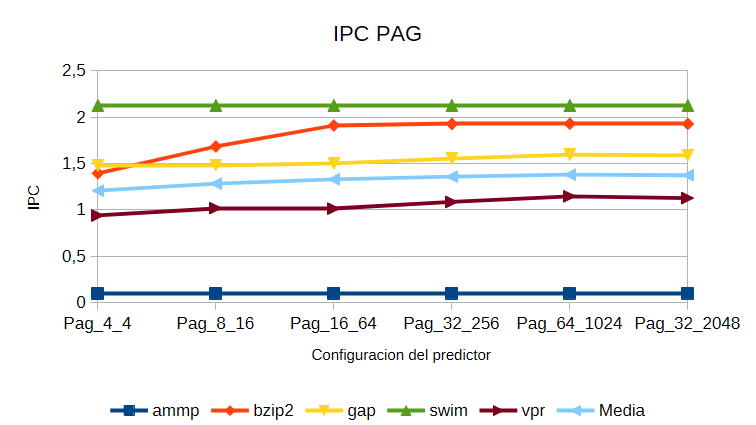 IPC PAG
2,5
2
1,5
1
0,5
0
IPC
Pag_4_4 Pag_8_16 Pag_16_64 Pag_32_256 Pag_64_1024 Pag_32_2048
Configuracion del predictor
ammp bzip2 gap swim vpr Media